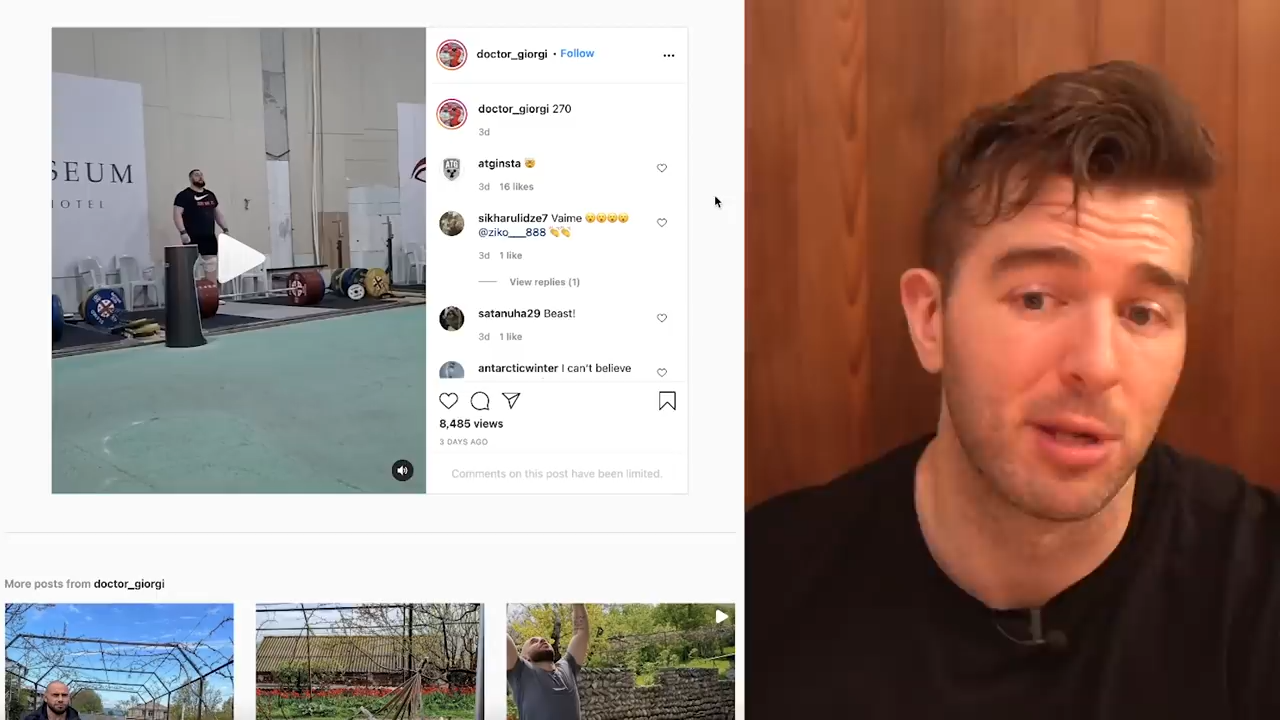 SEUM
HOTEL
doctor_giorgi • Follow
doctor_giorgi 270
3d
ATG
atginsta 🤯
3d 16 likes
sikharulidze7 Vaime 😮😮😮😮
@ziko___888 👏👏
3d 1 like
View replies (1)
satanuha29 Beast!
3d 1 like
antarcticwinter I can't believe
8,485 views
3 DAYS AGO
Comments on this post have been limited.
More posts from doctor_giorgi